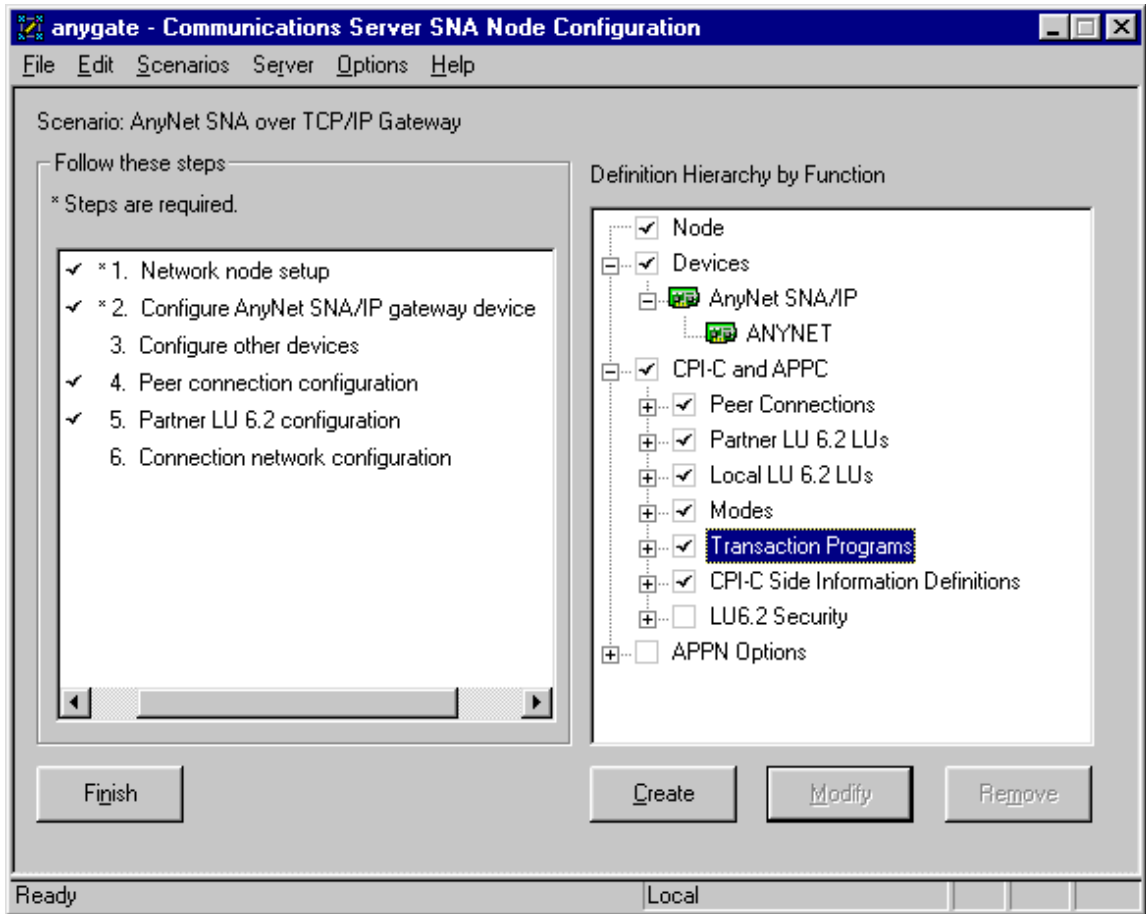 anygate - Communications Server SNA Node Configuration
File Edit Scenarios Server Options Help
Scenario: AnyNet SNA over TCP/IP Gateway
Follow these steps
* Steps are required.
* 1. Network node setup
* 2. Configure AnyNet SNA/IP gateway device
3. Configure other devices
4. Peer connection configuration
5. Partner LU 6.2 configuration
6. Connection network configuration
Finish
Definition Hierarchy by Function
Node
Devices
AnyNet SNA/IP
ANYNET
CPI-C and APPC
Peer Connections
Partner LU 6.2 LUs
Local LU 6.2 LUs
Modes
Transaction Programs
CPI-C Side Information Definitions
LU6.2 Security
APPN Options
Create Modify Remove
Ready Local